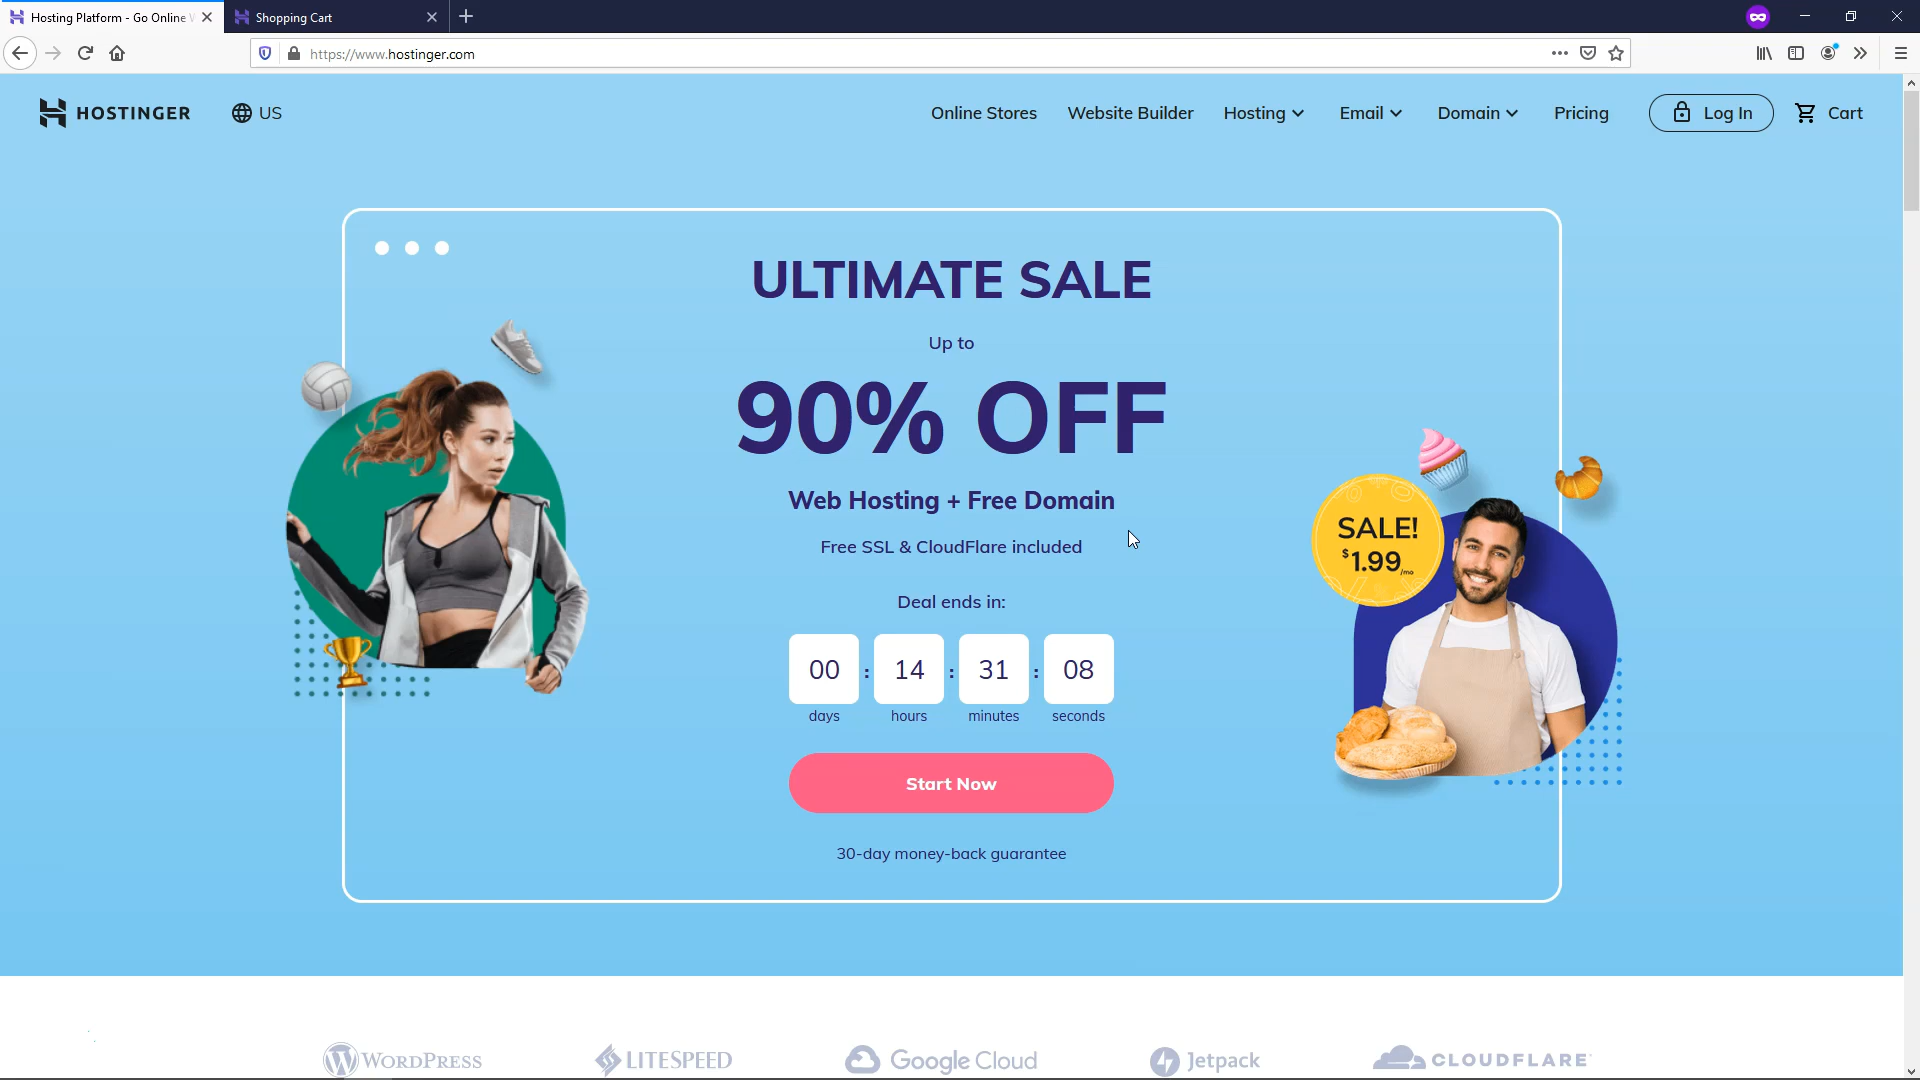 Hosting Platform - Go Online W
Shopping Cart
https://www.hostinger.com
HOSTINGER
US
Online Stores
Website Builder
Hosting
Email
Domain
Pricing
Log In
Cart
ULTIMATE SALE
Up to
90% OFF
Web Hosting + Free Domain
Free SSL & CloudFlare included
SALE!
$1.99/mo
Deal ends in:
00 : 14 : 31 : 08
days hours minutes seconds
Start Now
30-day money-back guarantee
WORDPRESS
LITESPEED
Google Cloud
Jetpack
CLOUDFLARE